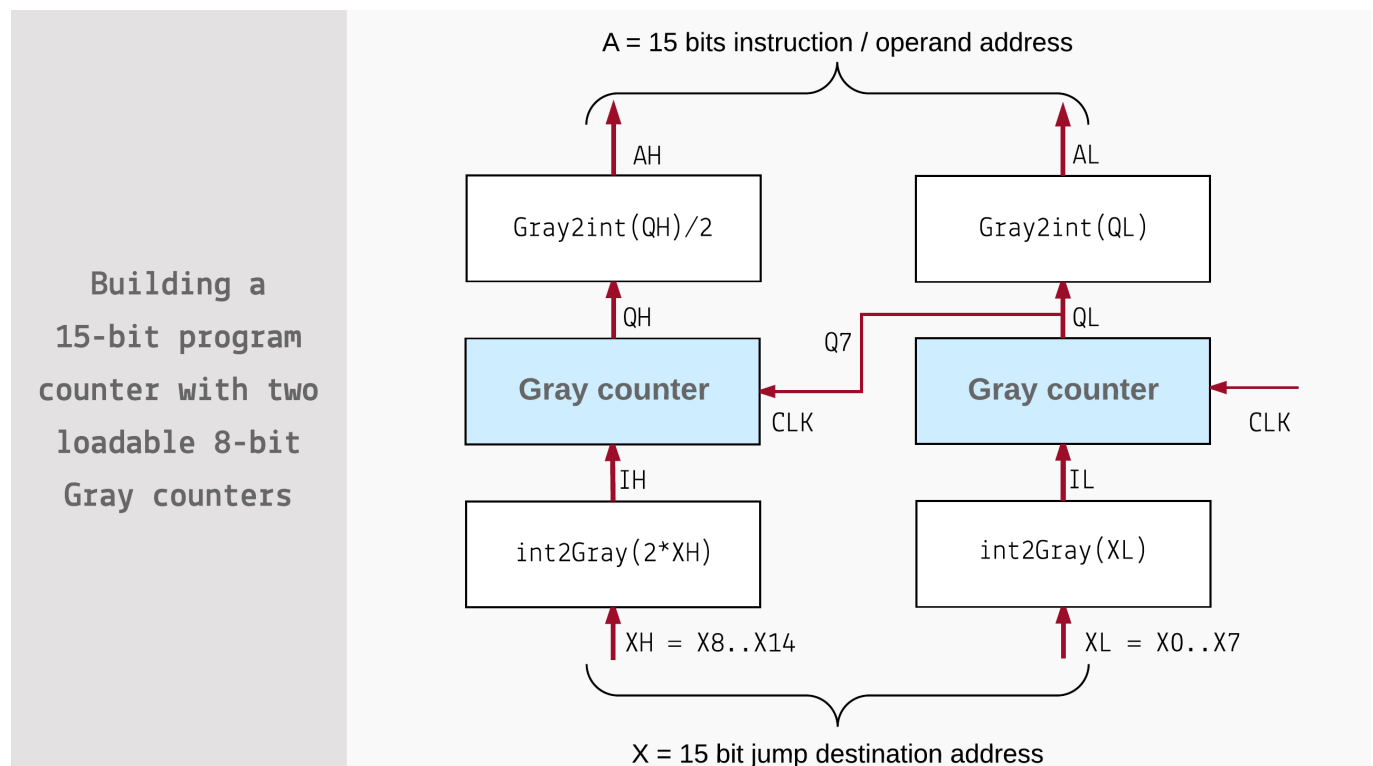 Building a
15-bit program
counter with two
loadable 8-bit
Gray counters
A = 15 bits instruction / operand address
AH
AL
Gray2int(QH)/2
Gray2int(QL)
QH
QL
Q7
Gray counter
Gray counter
CLK
CLK
IH
IL
int2Gray(2*XH)
int2Gray(XL)
XH = X8..X14
XL = X0..X7
X = 15 bit jump destination address